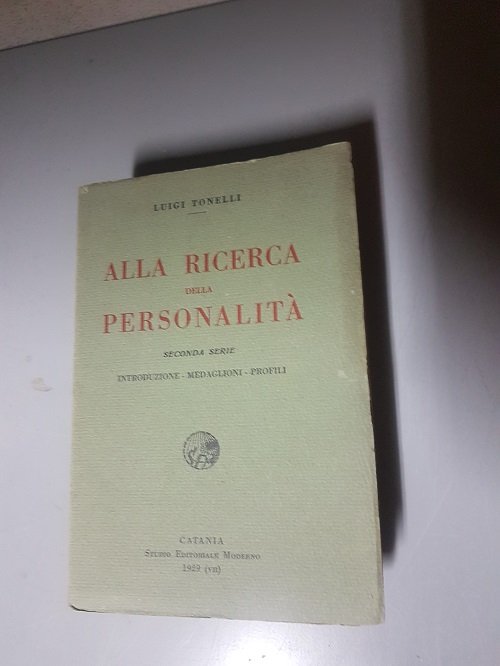 LUIGI TONELLI
ALLA RICERCA
DELLA
PERSONALITÀ
SECONDA SERIE
INTRODUZIONE - MEDAGLIONI - PROFILI
CATANIA
STUDIO EDITORIALE MODERNO
1929 (VII)